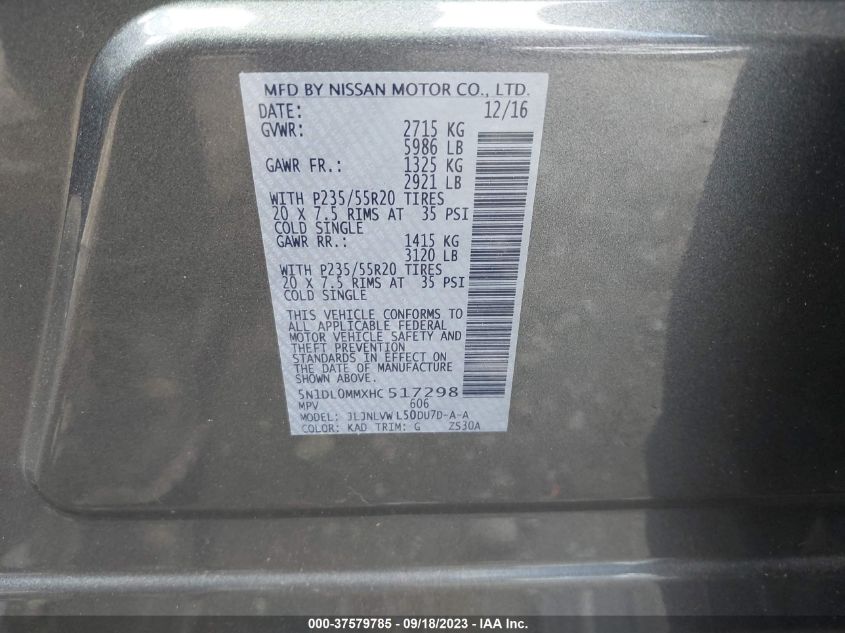 MFD BY NISSAN MOTOR CO., LTD.
DATE: 12/16
GVWR: 2715 KG
5986 LB
GAWR FR.: 1325 KG
2921 LB
WITH P235/55R20 TIRES
20 X 7.5 RIMS AT 35 PSI
COLD SINGLE
GAWR RR.: 1415 KG
3120 LB
WITH P235/55R20 TIRES
20 X 7.5 RIMS AT 35 PSI
COLD SINGLE
THIS VEHICLE CONFORMS TO
ALL APPLICABLE FEDERAL
MOTOR VEHICLE SAFETY AND
THEFT PREVENTION
STANDARDS IN EFFECT ON
THE DATE OF MANUFACTURE
SHOWN ABOVE.
5N1DL0MMXHC 517298
MPV 606
MODEL: JLJNLVW L50DU7D-A-A
COLOR: KAD TRIM: G ZS30A
000-37579785 - 09/18/2023 - IAA Inc.